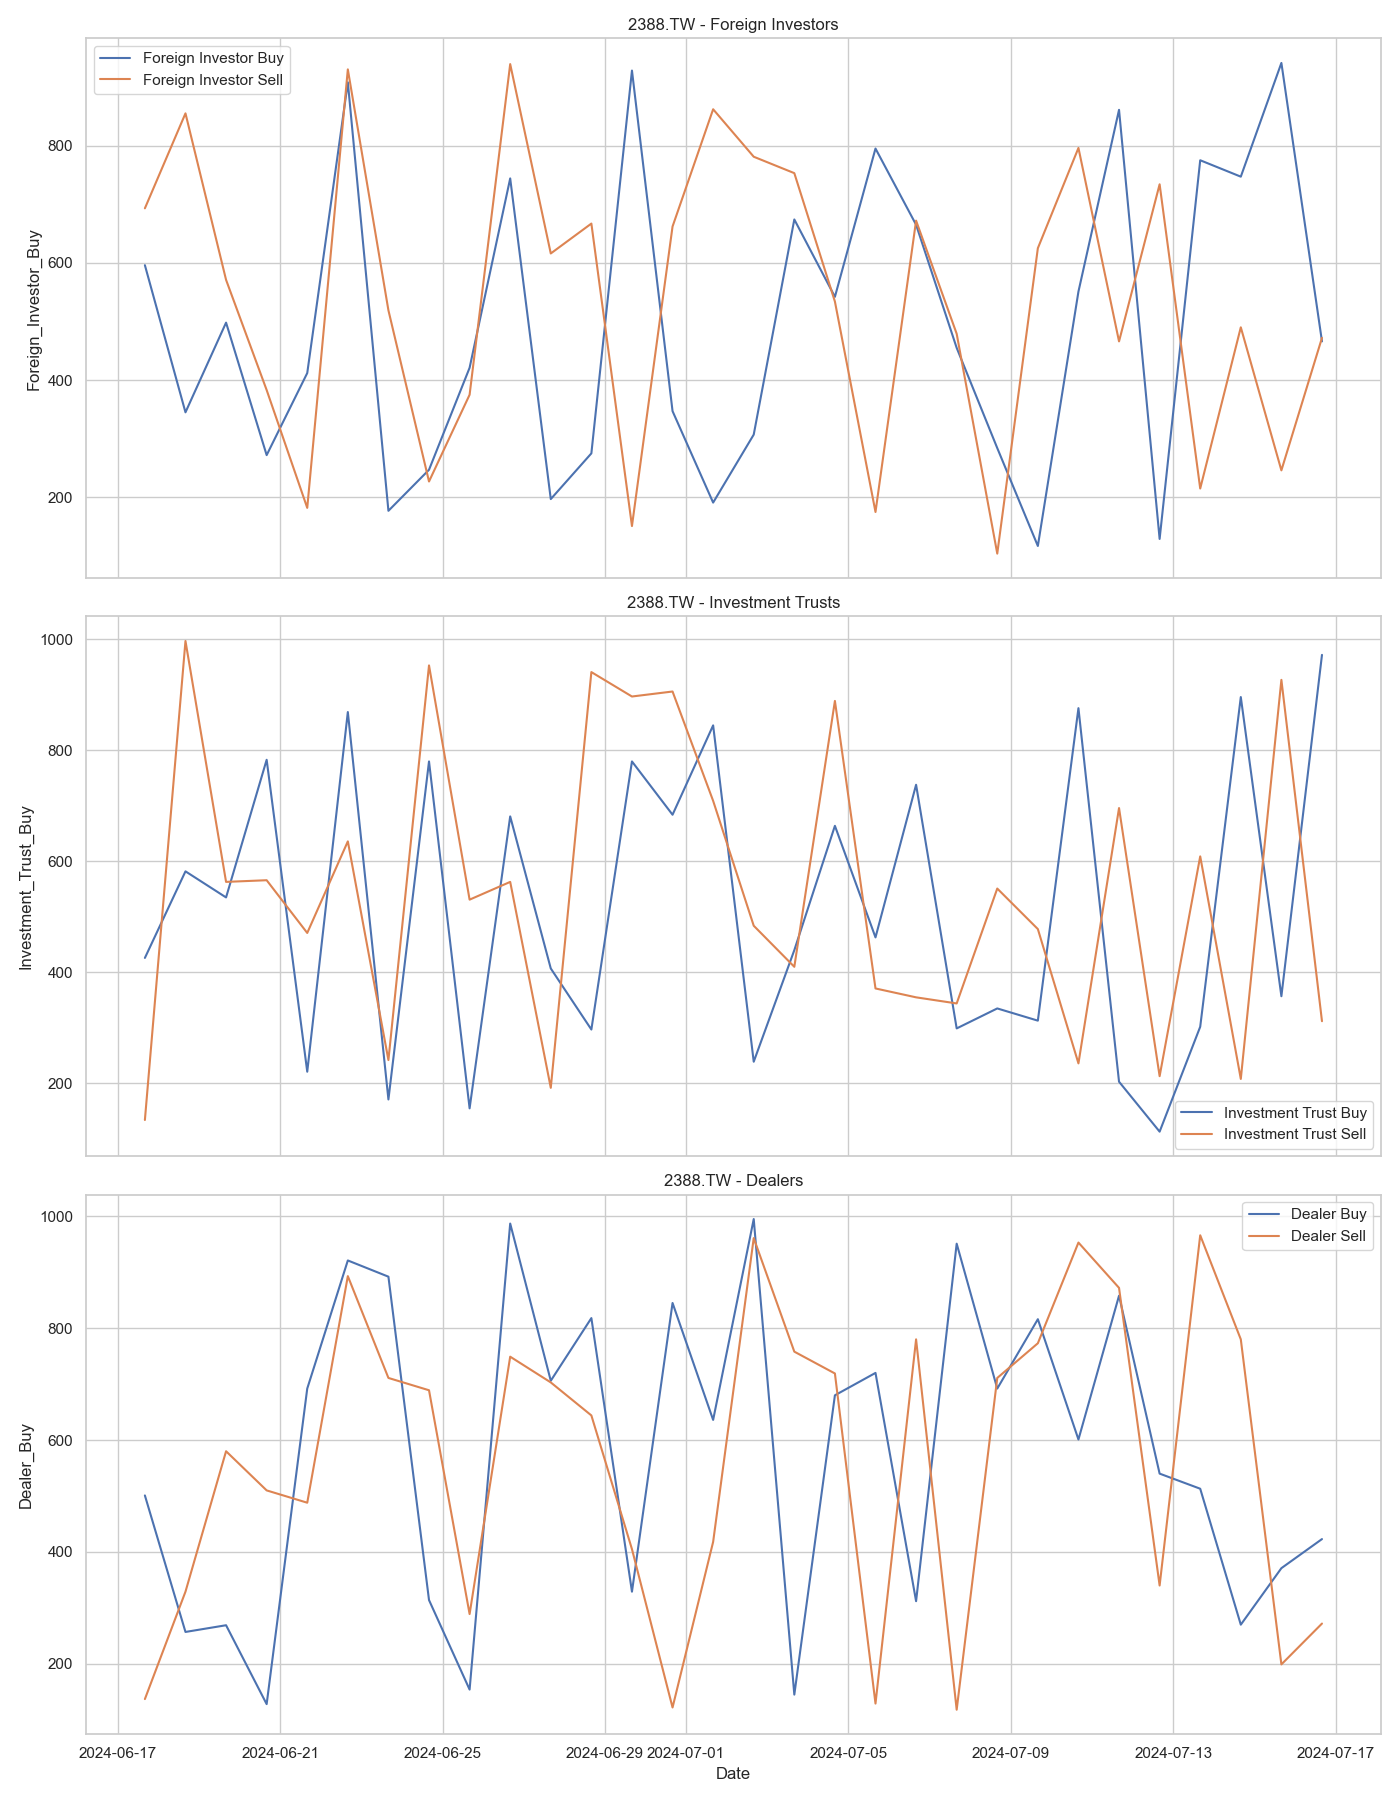 2388.TW - Foreign Investors
Foreign Investor Buy
Foreign Investor Sell
Foreign_Investor_Buy
800
600
400
200
2388.TW - Investment Trusts
Investment_Trust_Buy
1000
800
600
400
200
Investment Trust Buy
Investment Trust Sell
2388.TW - Dealers
Dealer Buy
Dealer Sell
Dealer_Buy
1000
800
600
400
200
2024-06-17 2024-06-21 2024-06-25 2024-06-29 2024-07-01 2024-07-05 2024-07-09 2024-07-13 2024-07-17
Date